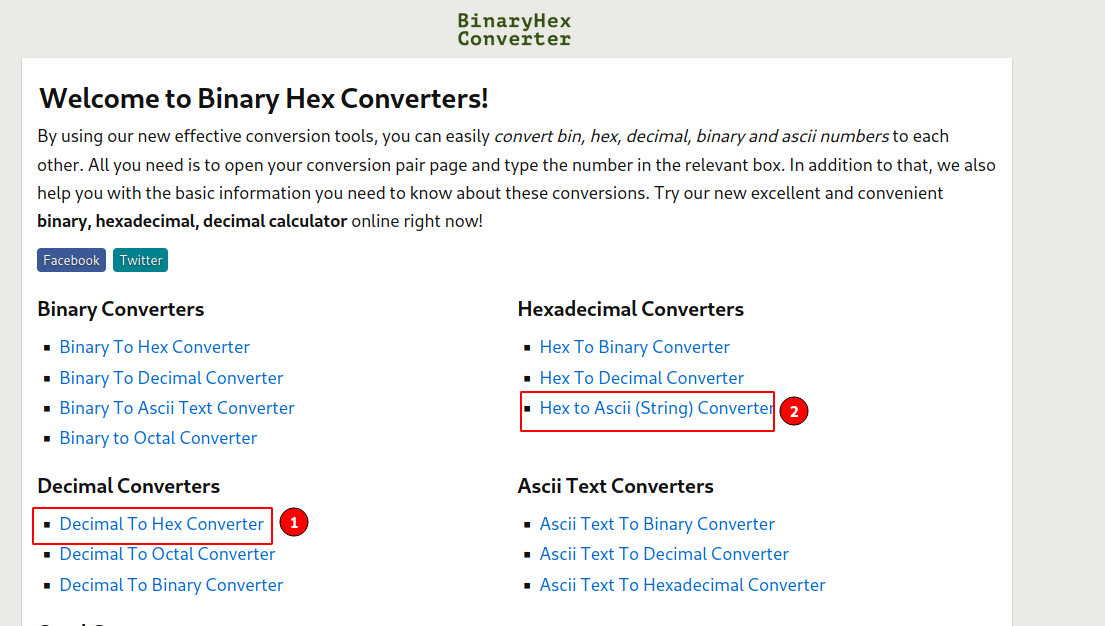 BinaryHex
Converter
Welcome to Binary Hex Converters!
By using our new effective conversion tools, you can easily convert bin, hex, decimal, binary and ascii numbers to each
other. All you need is to open your conversion pair page and type the number in the relevant box. In addition to that, we also
help you with the basic information you need to know about these conversions. Try our new excellent and convenient
binary, hexadecimal, decimal calculator online right now!
Facebook Twitter
Binary Converters
Binary To Hex Converter
Binary To Decimal Converter
Binary To Ascii Text Converter
Binary to Octal Converter
Hexadecimal Converters
Hex To Binary Converter
Hex To Decimal Converter
Hex to Ascii (String) Converter
2
Decimal Converters
Decimal To Hex Converter
1
Decimal To Octal Converter
Decimal To Binary Converter
Ascii Text Converters
Ascii Text To Binary Converter
Ascii Text To Decimal Converter
Ascii Text To Hexadecimal Converter